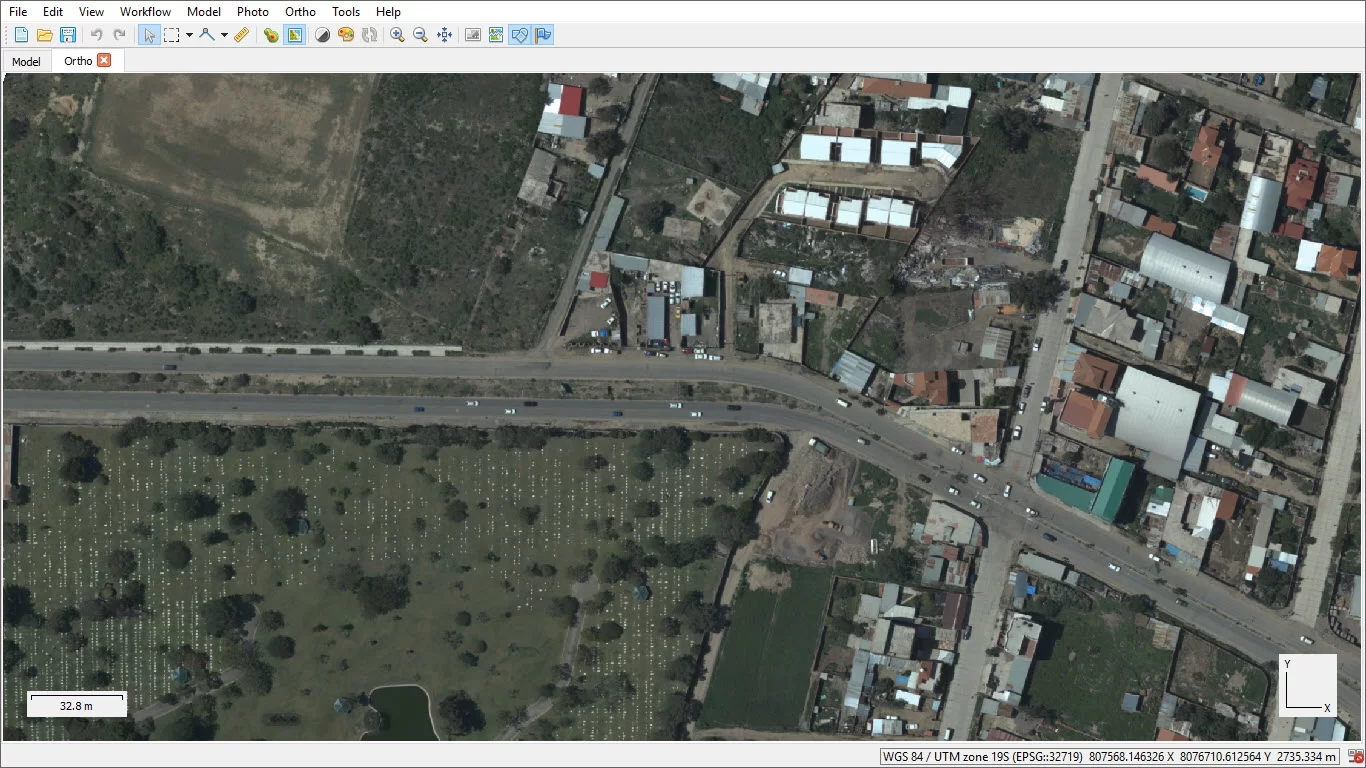 File Edit View Workflow Model Photo Ortho Tools Help
Model Ortho
32.8 m
Y
X
WGS 84 / UTM zone 19S (EPSG::32719) 807568.146326 X 8076710.612564 Y 2735.334 m